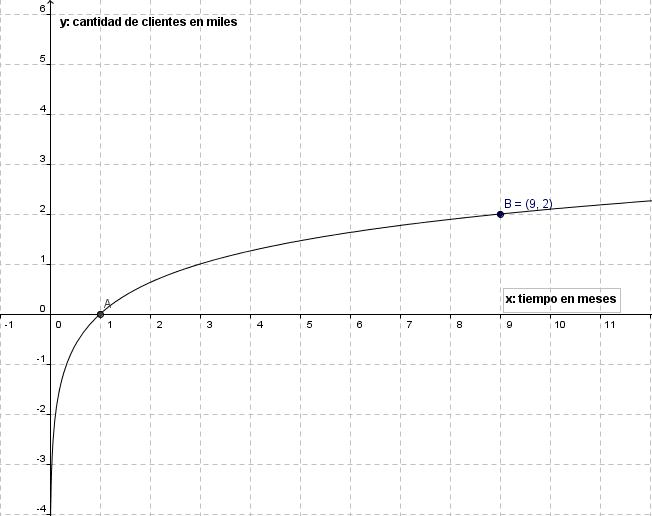 6
y: cantidad de clientes en miles
5
4
3
B = (9, 2)
2
1
x: tiempo en meses
A
0
-1 0 1 2 3 4 5 6 7 8 9 10 11
-1
-2
-3
-4